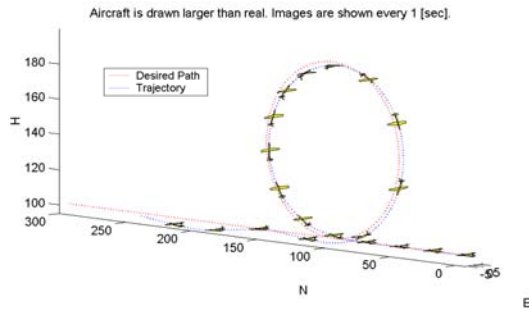 Aircraft is drawn larger than real. Images are shown every 1 [sec].
180
160
140
120
100
H
Desired Path
Trajectory
300
250
200
150
100
50
0
N
E